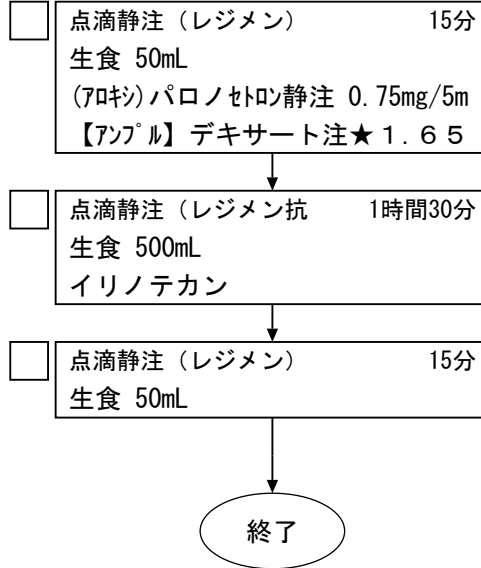 点滴静注（レジメン） 15分
生食 50mL
(ｱﾛｷｼ)パロノセトロン静注 0.75mg/5m
【ｱﾝﾌﾟﾙ】デキサート注★１.６５
点滴静注（レジメン抗 1時間30分
生食 500mL
イリノテカン
点滴静注（レジメン） 15分
生食 50mL
終了